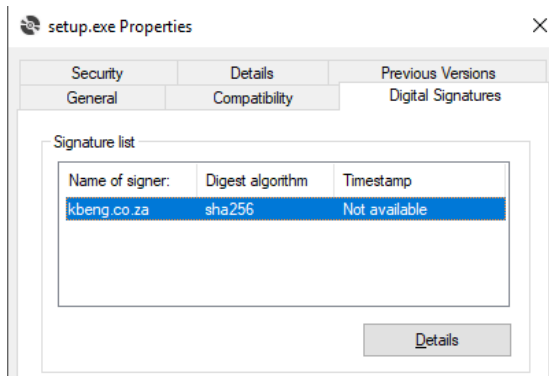 setup.exe Properties
Security Details Previous Versions
General Compatibility Digital Signatures
Signature list
Name of signer: Digest algorithm Timestamp
kbeng.co.za sha256 Not available
Details